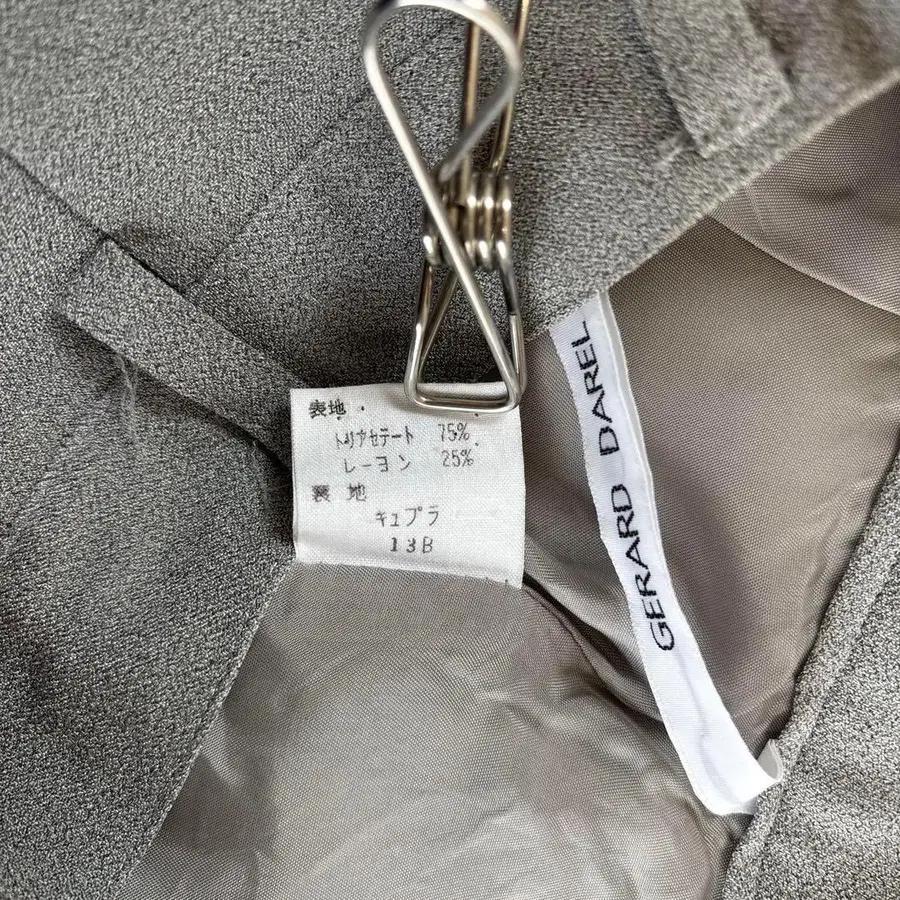 表地
トリアセテート 75%
レーヨン 25%
裏地
キュプラ
13B
GERARD DAREL